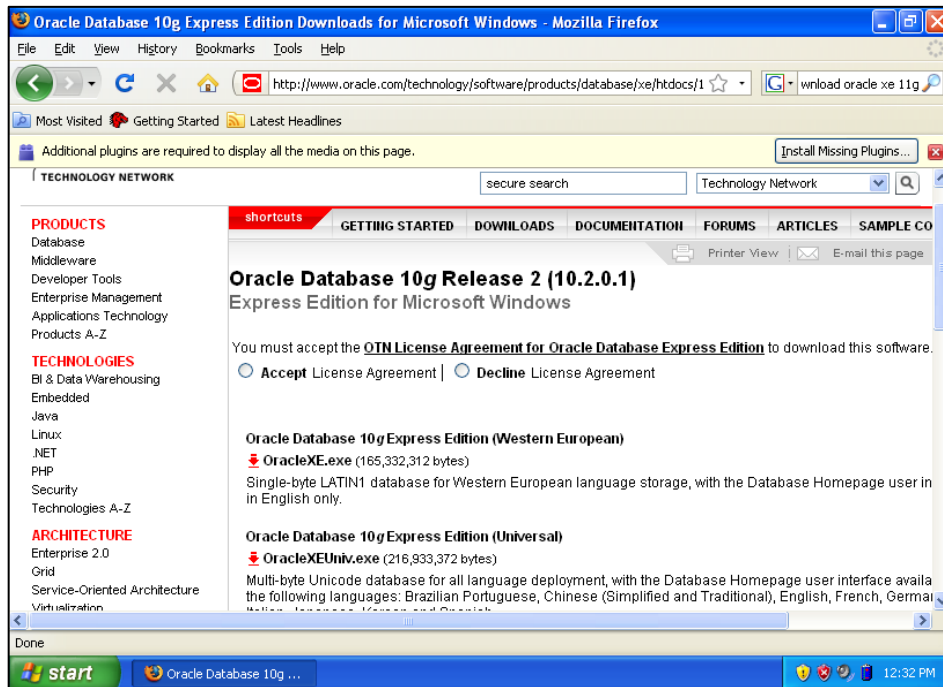 Oracle Database 10g Express Edition Downloads for Microsoft Windows - Mozilla Firefox
File Edit View History Bookmarks Tools Help
http://www.oracle.com/technology/software/products/database/xe/htdocs/1
wnload oracle xe 11g
Most Visited Getting Started Latest Headlines
Additional plugins are required to display all the media on this page.
Install Missing Plugins...
TECHNOLOGY NETWORK
secure search
Technology Network
PRODUCTS
Database
Middleware
Developer Tools
Enterprise Management
Applications Technology
Products A-Z
TECHNOLOGIES
BI & Data Warehousing
Embedded
Java
Linux
.NET
PHP
Security
Technologies A-Z
ARCHITECTURE
Enterprise 2.0
Grid
Service-Oriented Architecture
Virtualization
shortcuts GETTING STARTED DOWNLOADS DOCUMENTATION FORUMS ARTICLES SAMPLE CO
Printer View | E-mail this page
Oracle Database 10g Release 2 (10.2.0.1)
Express Edition for Microsoft Windows
You must accept the OTN License Agreement for Oracle Database Express Edition to download this software.
Accept License Agreement | Decline License Agreement
Oracle Database 10g Express Edition (Western European)
OracleXE.exe (165,332,312 bytes)
Single-byte LATIN1 database for Western European language storage, with the Database Homepage user in
in English only.
Oracle Database 10g Express Edition (Universal)
OracleXEUniv.exe (216,933,372 bytes)
Multi-byte Unicode database for all language deployment, with the Database Homepage user interface availa
the following languages: Brazilian Portuguese, Chinese (Simplified and Traditional), English, French, Germa
Italian, Japanese, Korean and Spanish.
Done
start
Oracle Database 10g ...
12:32 PM